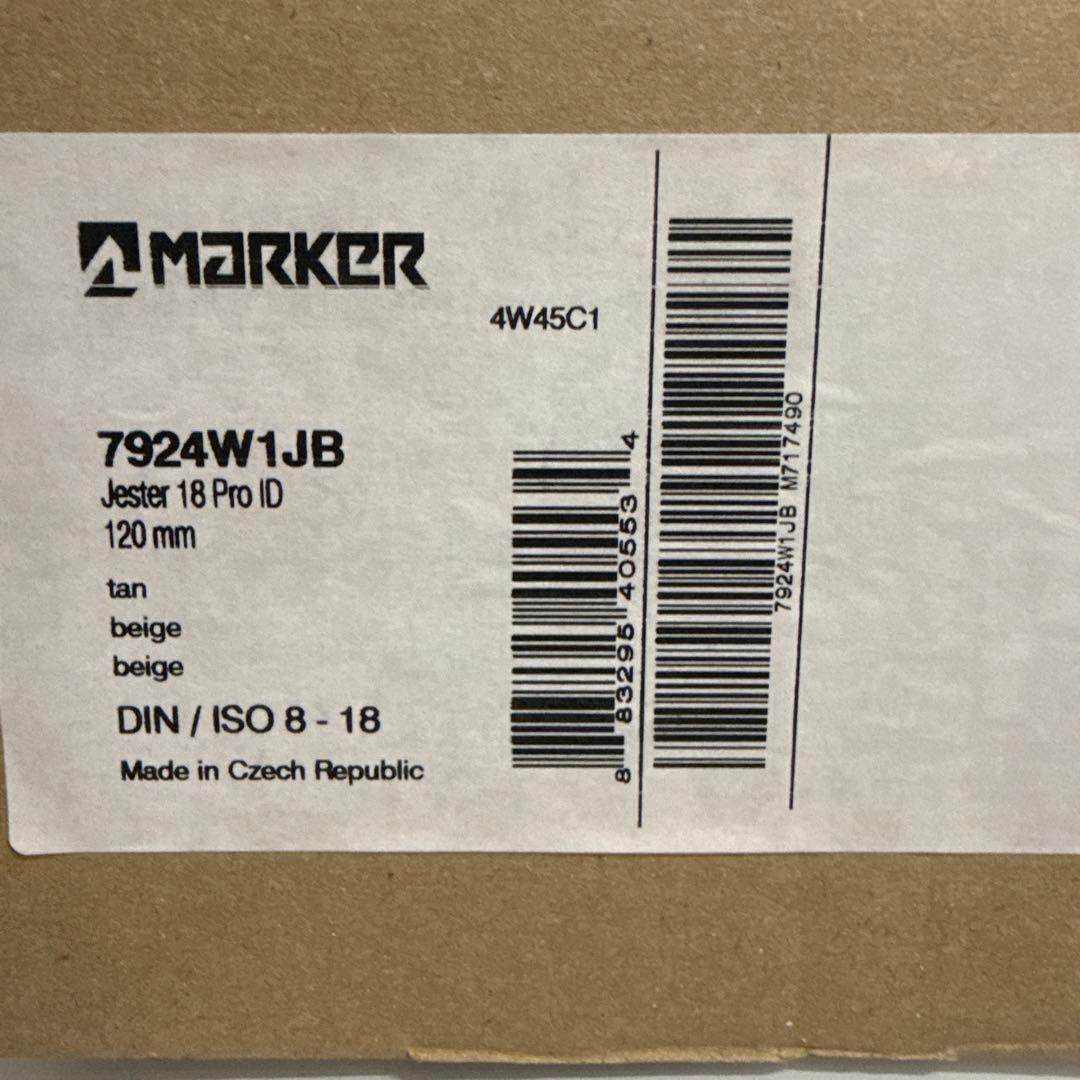 MARKER
4W45C1
7924W1JB
Jester 18 Pro ID
120 mm
tan
beige
beige
DIN / ISO 8 - 18
Made in Czech Republic
8 83295 40553 4
7924W1JB M717490